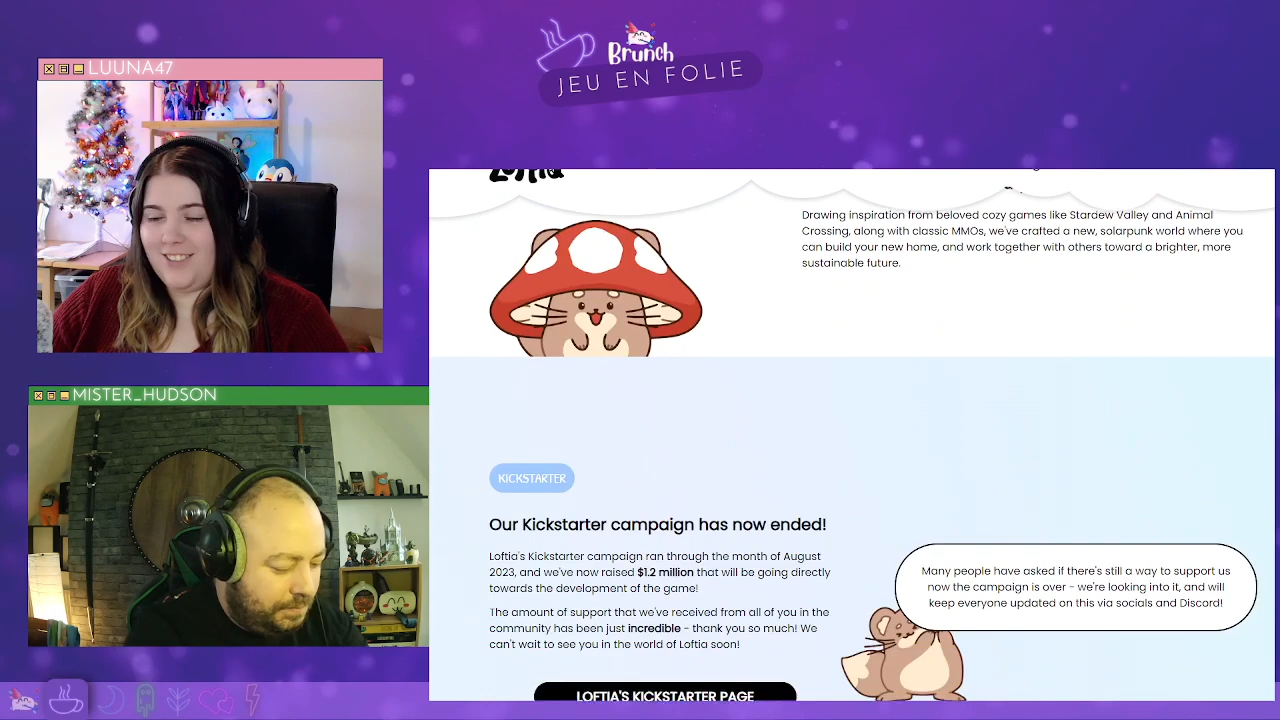 Brunch
JEU EN FOLIE
LUUNA47
MISTER_HUDSON
Loftia
Drawing inspiration from beloved cozy games like Stardew Valley and Animal
Crossing, along with classic MMOs, we've crafted a new, solarpunk world where you
can build your new home, and work together with others toward a brighter, more
sustainable future.
KICKSTARTER
Our Kickstarter campaign has now ended!
Loftia's Kickstarter campaign ran through the month of August
2023, and we've now raised $1.2 million that will be going directly
towards the development of the game!
The amount of support that we've received from all of you in the
community has been just incredible - thank you so much! We
can't wait to see you in the world of Loftia soon!
LOFTIA'S KICKSTARTER PAGE
Many people have asked if there's still a way to support us
now the campaign is over - we're looking into it, and will
keep everyone updated on this via socials and Discord!